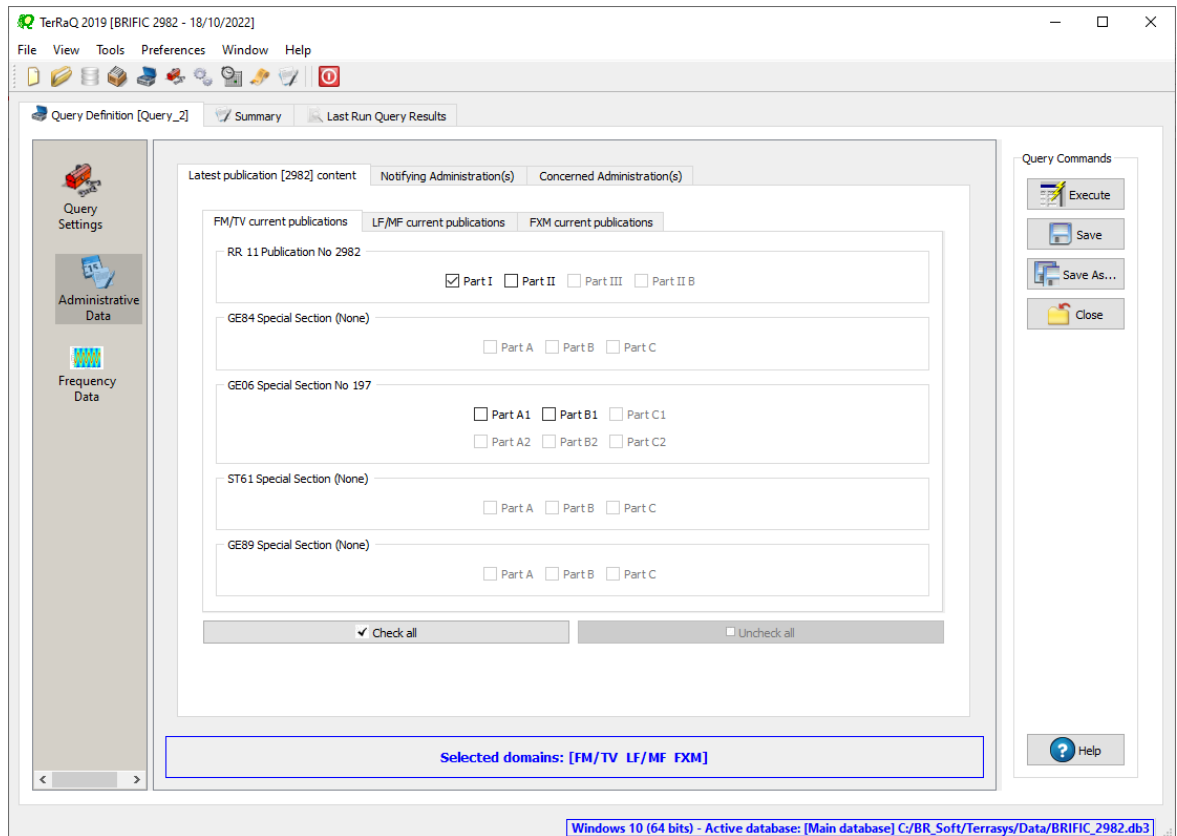 TerRaQ 2019 [BRIFIC 2982 - 18/10/2022]
File View Tools Preferences Window Help
Query Definition [Query_2] Summary Last Run Query Results
Query Settings
Administrative Data
Frequency Data
Latest publication [2982] content Notifying Administration(s) Concerned Administration(s)
FM/TV current publications LF/MF current publications FXM current publications
RR 11 Publication No 2982
Part I Part II Part III Part II B
GE84 Special Section (None)
Part A Part B Part C
GE06 Special Section No 197
Part A1 Part B1 Part C1
Part A2 Part B2 Part C2
ST61 Special Section (None)
Part A Part B Part C
GE89 Special Section (None)
Part A Part B Part C
Check all Uncheck all
Selected domains: [FM/TV LF/MF FXM]
Query Commands
Execute
Save
Save As...
Close
Help
Windows 10 (64 bits) - Active database: [Main database] C:/BR_Soft/Terrasys/Data/BRIFIC_2982.db3